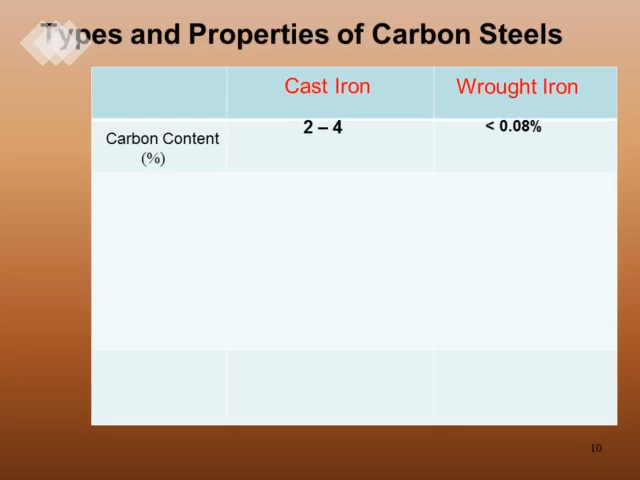 Types and Properties of Carbon Steels
Cast Iron
Wrought Iron
Carbon Content
(%)
2 – 4
< 0.08%
10